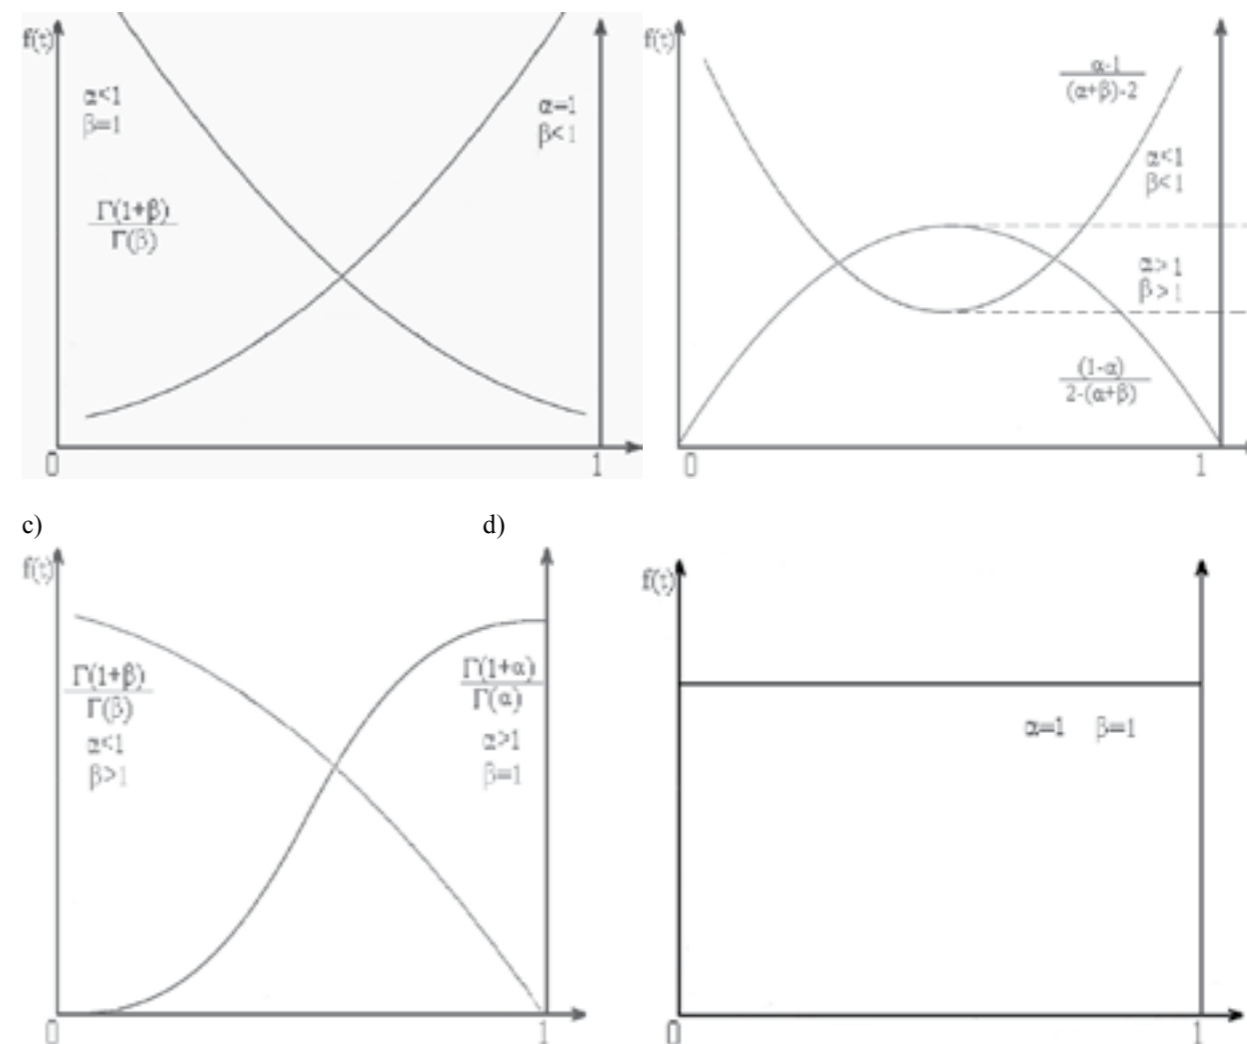 f(t)
α<1
β=1
α=1
β<1
Γ(1+β)
Γ(β)
0
1
f(t)
α-1
(α+β)-2
α<1
β<1
α>1
β>1
(1-α)
2-(α+β)
0
1
c)
d)
f(t)
Γ(1+β)
Γ(β)
α<1
β>1
Γ(1+α)
Γ(α)
α>1
β=1
0
1
f(t)
α=1 β=1
0
1